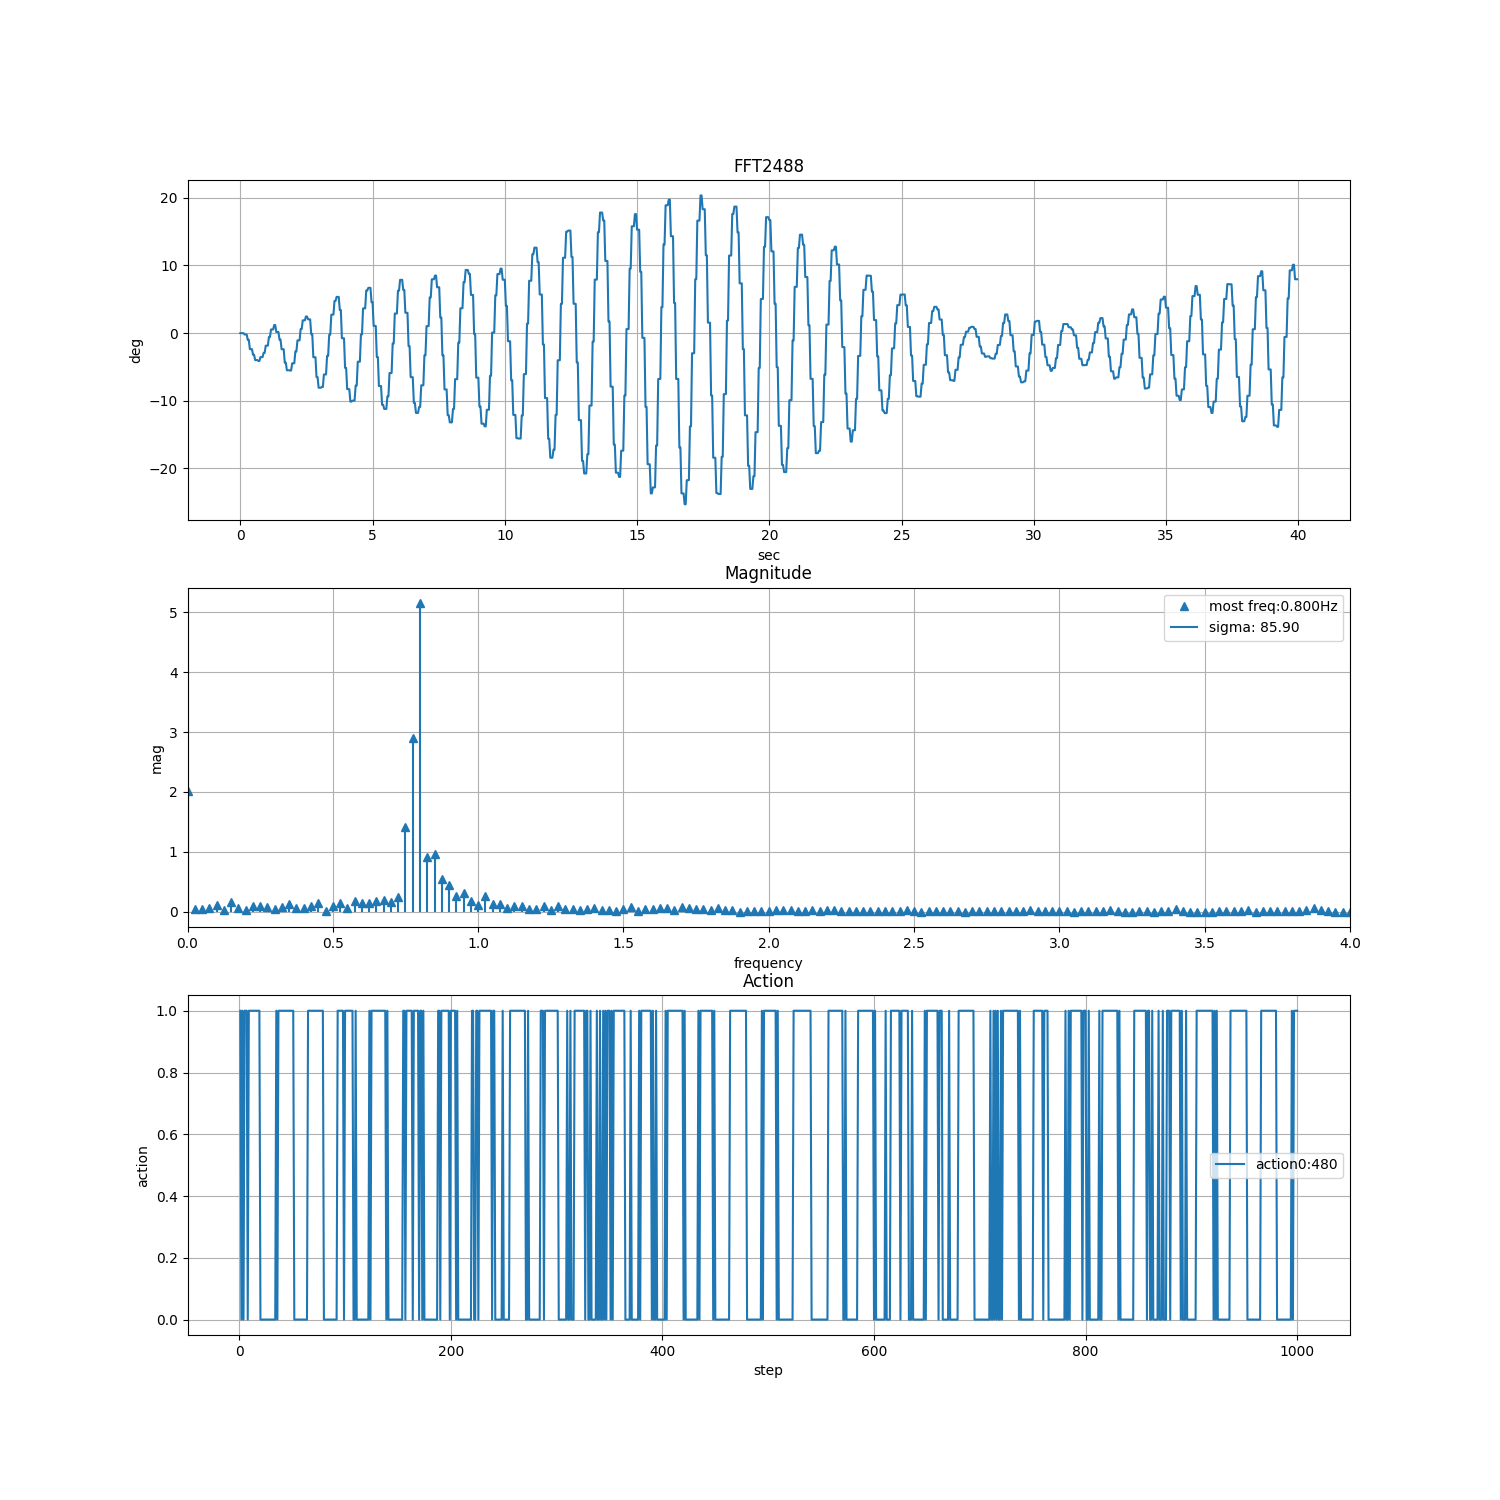 FFT2488
20
10
0
−10
−20
deg
0 5 10 15 20 25 30 35 40
sec
Magnitude
5
4
3
2
1
0
mag
most freq:0.800Hz
sigma: 85.90
0.0 0.5 1.0 1.5 2.0 2.5 3.0 3.5 4.0
frequency
Action
1.0
0.8
0.6
0.4
0.2
0.0
action
action0:480
0 200 400 600 800 1000
step